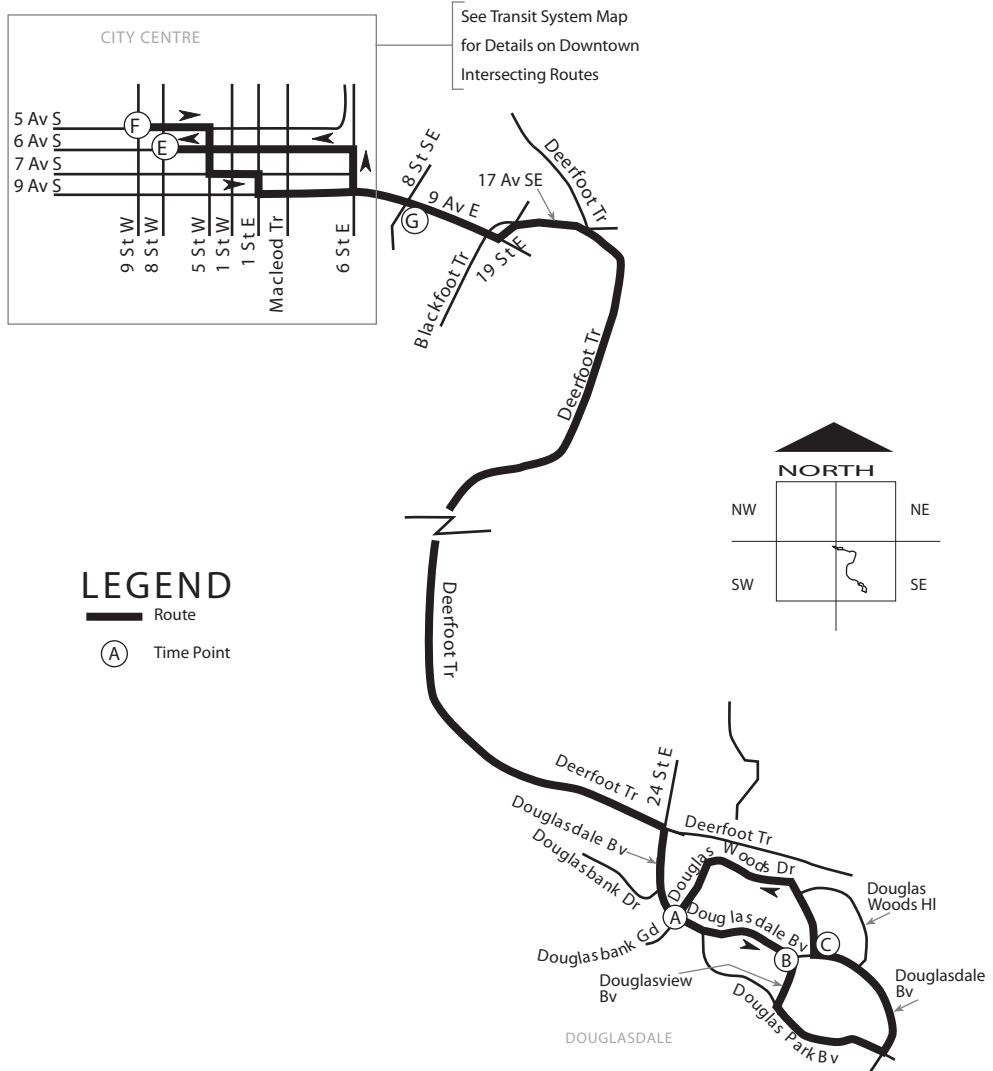 CITY CENTRE
See Transit System Map
for Details on Downtown
Intersecting Routes
5 Av S
6 Av S
7 Av S
9 Av S
F
E
9 St W
8 St W
5 St W
1 St W
1 St E
Macleod Tr
6 St E
8 St SE
G
9 Av E
17 Av SE
Deerfoot Tr
Blackfoot Tr
19 St E
Deerfoot Tr
NORTH
NW
NE
SW
SE
LEGEND
Route
A
Time Point
Deerfoot Tr
Deerfoot Tr
24 St E
Deerfoot Tr
Douglasdale Bv
Douglasbank Dr
Douglas Woods Dr
Douglas
Woods Hl
A
Douglasdale Bv
C
B
Douglasbank Gd
Douglasview
Bv
Douglasdale
Bv
Douglas Park Bv
DOUGLASDALE